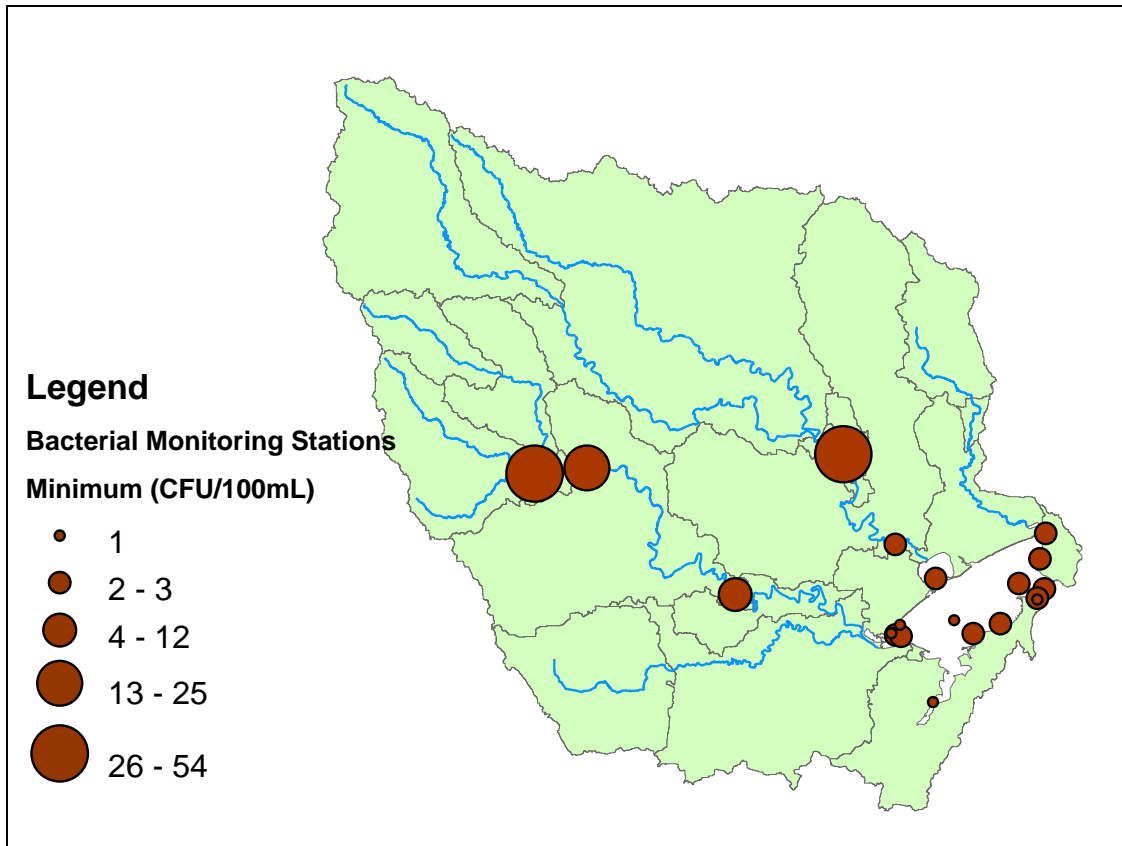 Legend
Bacterial Monitoring Stations
Minimum (CFU/100mL)
1
2 - 3
4 - 12
13 - 25
26 - 54